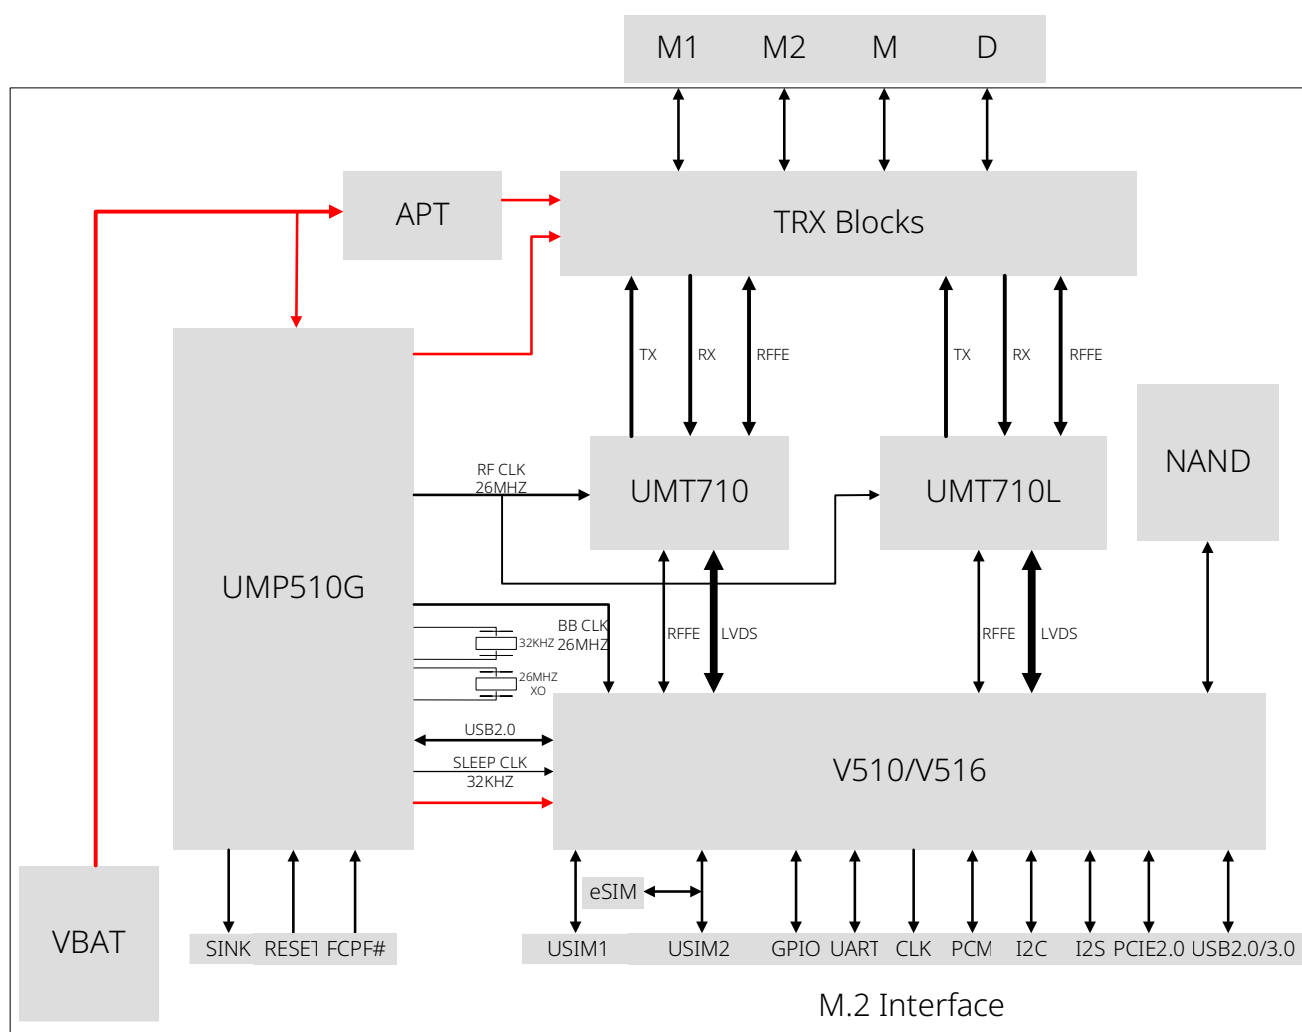 M1 M2 M D
APT
TRX Blocks
TX RX RFFE TX RX RFFE
NAND
RF CLK
26MHZ
UMT710
UMT710L
UMP510G
BB CLK
26MHZ
32KHZ
RFFE LVDS RFFE LVDS
26MHZ
XO
USB2.0
SLEEP CLK
32KHZ
V510/V516
eSIM
VBAT
SINK RESET FCPF# USIM1 USIM2 GPIO UART CLK PCM I2C I2S PCIE2.0 USB2.0/3.0
M.2 Interface